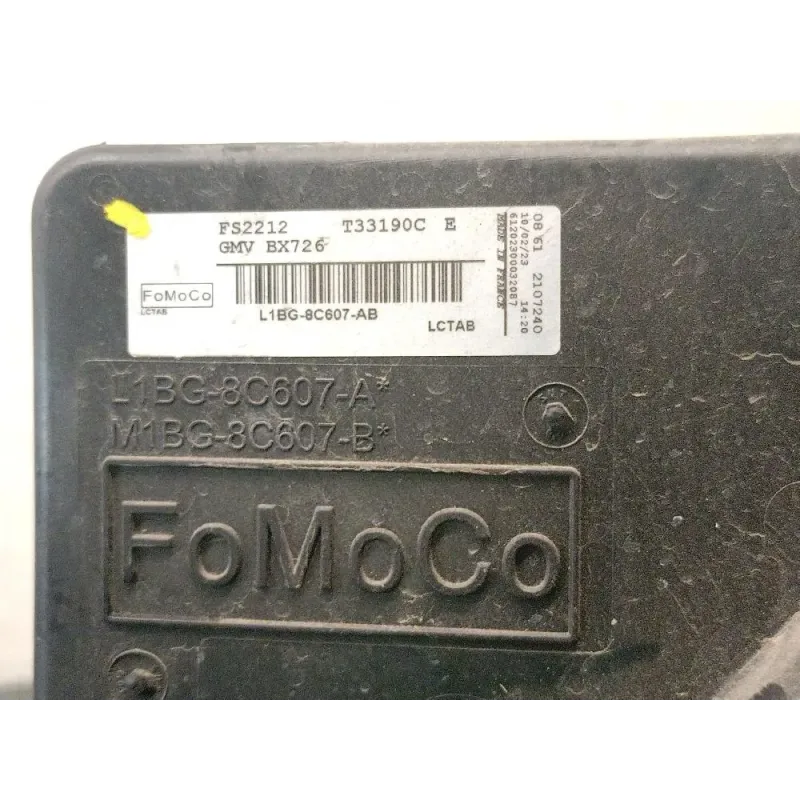 FS2212 T33190C E
GMV BX726
FoMoCo
LCTAB
L1BG-8C607-AB
LCTAB
MADE IN FRANCE
61202300032087
10/02/23 14:20
08 61 2107240
L1BG-8C607-A*
M1BG-8C607-B*
FoMoCo